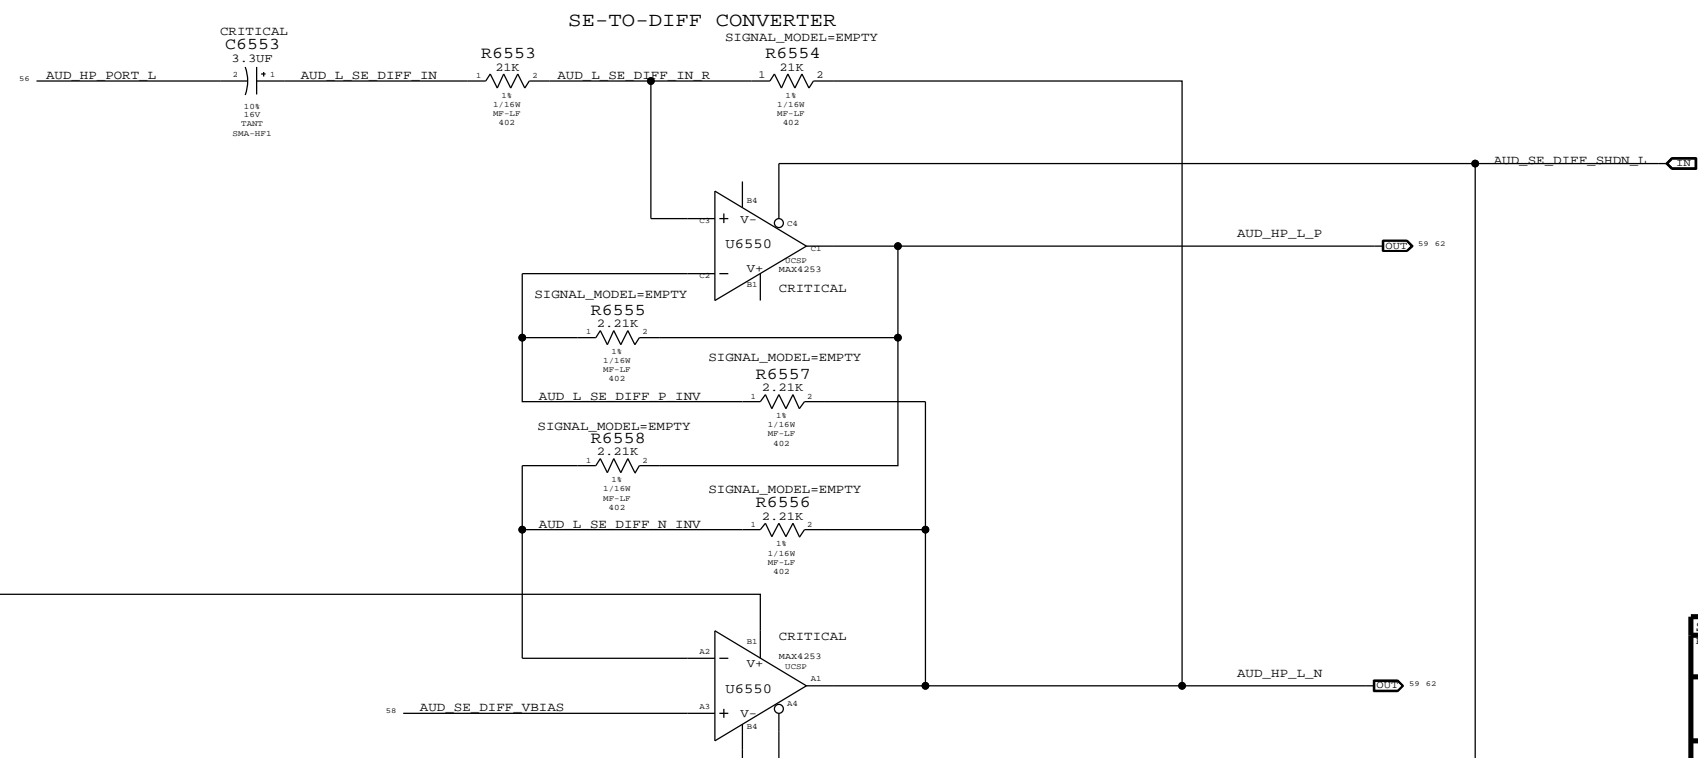 SE-TO-DIFF CONVERTER
CRITICAL
C6553
3.3UF
2 + 1
10%
16V
TANT
SMA-HF1
56 AUD_HP_PORT_L
AUD_L_SE_DIFF_IN
R6553
21K
1 2
1%
1/16W
MF-LF
402
AUD_L_SE_DIFF_IN_R
SIGNAL_MODEL=EMPTY
R6554
21K
1 2
1%
1/16W
MF-LF
402
AUD_SE_DIFF_SHDN_L IN
B4
C3 + V- C4
U6550 C1
UCSP
V+ MAX4253
C2 -
B1
CRITICAL
AUD_HP_L_P
OUT 59 62
SIGNAL_MODEL=EMPTY
R6555
2.21K
1 2
1%
1/16W
MF-LF
402
SIGNAL_MODEL=EMPTY
R6557
2.21K
AUD_L_SE_DIFF_P_INV
1 2
1%
1/16W
MF-LF
402
SIGNAL_MODEL=EMPTY
R6558
2.21K
1 2
1%
1/16W
MF-LF
402
SIGNAL_MODEL=EMPTY
R6556
2.21K
AUD_L_SE_DIFF_N_INV
1 2
1%
1/16W
MF-LF
402
CRITICAL
B1
A2 - MAX4253
V+ UCSP
U6550 A1
AUD_HP_L_N
OUT 59 62
58 AUD_SE_DIFF_VBIAS
A3 + V- A4
B4